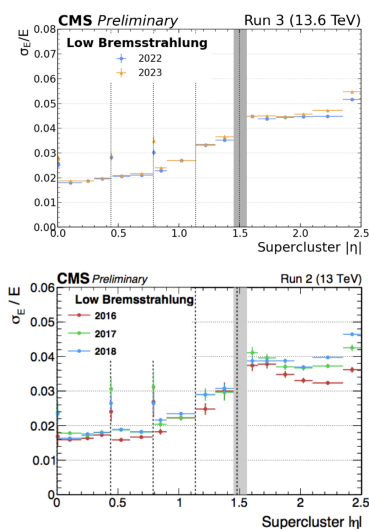 CMS Preliminary Run 3 (13.6 TeV)
σE/E
Low Bremsstrahlung
2022
2023
0.08
0.07
0.06
0.05
0.04
0.03
0.02
0.01
0.00
0.0 0.5 1.0 1.5 2.0 2.5
Supercluster |η|
CMS Preliminary Run 2 (13 TeV)
σE / E
Low Bremsstrahlung
2016
2017
2018
0.06
0.05
0.04
0.03
0.02
0.01
0
0 0.5 1 1.5 2 2.5
Supercluster |η|